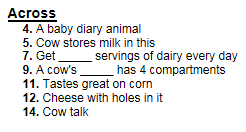 Across
4. A baby diary animal
5. Cow stores milk in this
7. Get _____ servings of dairy every day
9. A cow's _____ has 4 compartments
11. Tastes great on corn
12. Cheese with holes in it
14. Cow talk